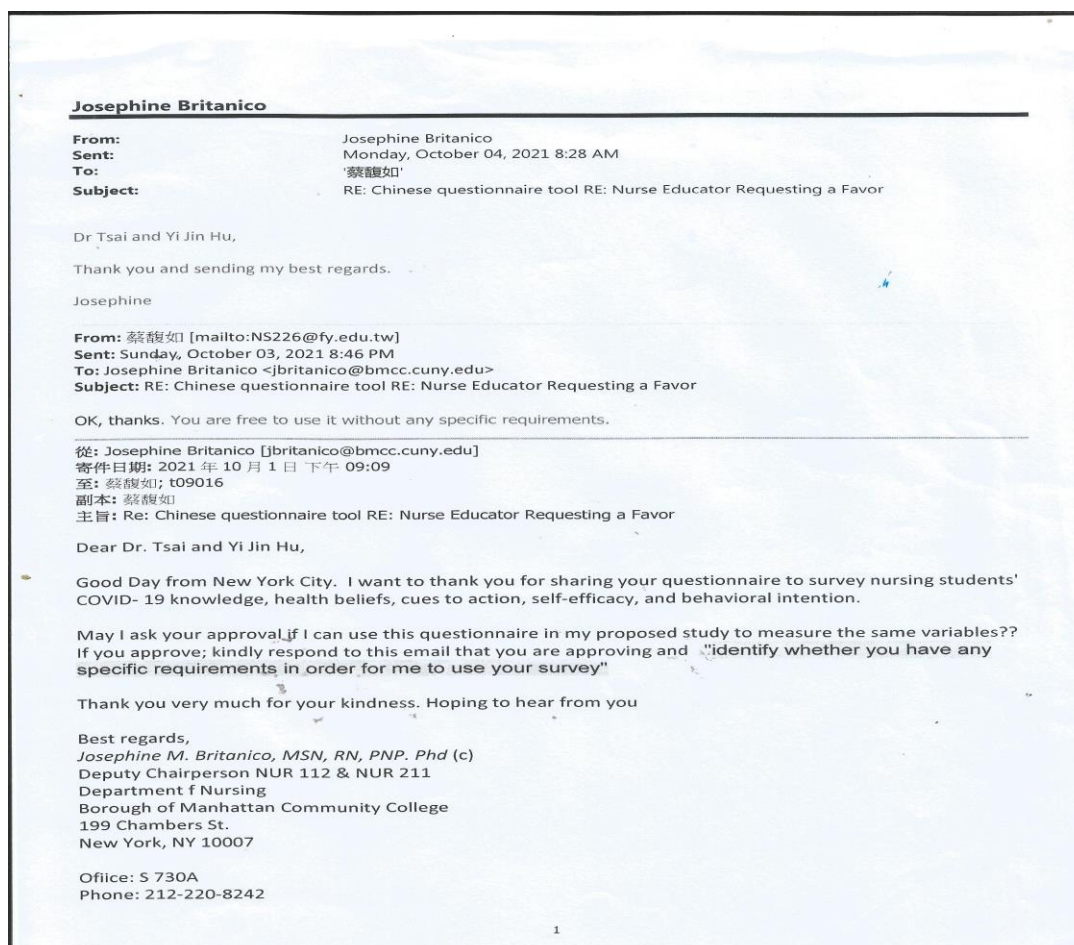 Josephine Britanico
From: Josephine Britanico
Sent: Monday, October 04, 2021 8:28 AM
To: '蔡馥如'
Subject: RE: Chinese questionnaire tool RE: Nurse Educator Requesting a Favor
Dr Tsai and Yi Jin Hu,
Thank you and sending my best regards.
Josephine
From: 蔡馥如 [mailto:NS226@fy.edu.tw]
Sent: Sunday, October 03, 2021 8:46 PM
To: Josephine Britanico <jbritanico@bmcc.cuny.edu>
Subject: RE: Chinese questionnaire tool RE: Nurse Educator Requesting a Favor
OK, thanks. You are free to use it without any specific requirements.
從: Josephine Britanico [jbritanico@bmcc.cuny.edu]
寄件日期: 2021 年 10 月 1 日 下午 09:09
至: 蔡馥如; t09016
副本: 蔡馥如
主旨: Re: Chinese questionnaire tool RE: Nurse Educator Requesting a Favor
Dear Dr. Tsai and Yi Jin Hu,
Good Day from New York City. I want to thank you for sharing your questionnaire to survey nursing students'
COVID- 19 knowledge, health beliefs, cues to action, self-efficacy, and behavioral intention.
May I ask your approval if I can use this questionnaire in my proposed study to measure the same variables??
If you approve; kindly respond to this email that you are approving and "identify whether you have any
specific requirements in order for me to use your survey"
Thank you very much for your kindness. Hoping to hear from you
Best regards,
Josephine M. Britanico, MSN, RN, PNP. Phd (c)
Deputy Chairperson NUR 112 & NUR 211
Department f Nursing
Borough of Manhattan Community College
199 Chambers St.
New York, NY 10007
Ofiice: S 730A
Phone: 212-220-8242
1